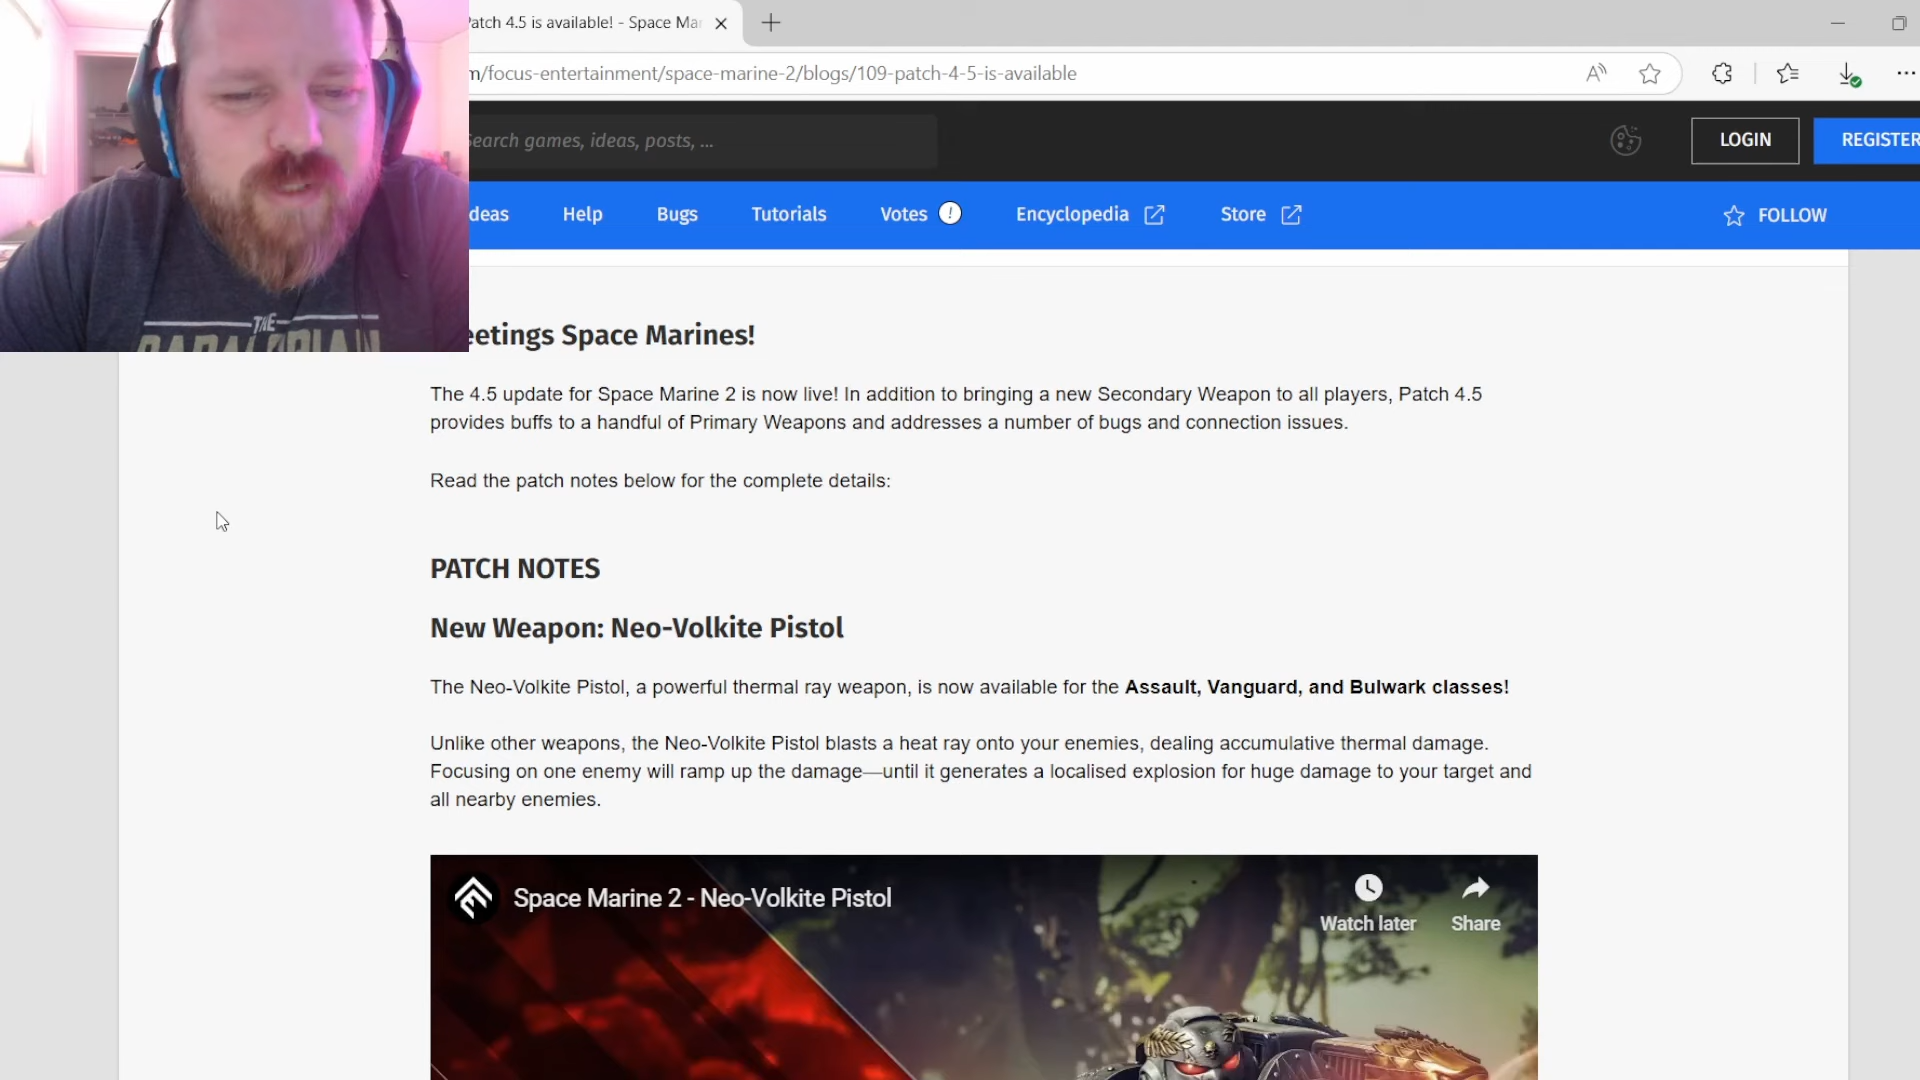 Patch 4.5 is available! - Space Mar
m/focus-entertainment/space-marine-2/blogs/109-patch-4-5-is-available
Search games, ideas, posts, ...
LOGIN
REGISTER
deas
Help
Bugs
Tutorials
Votes
!
Encyclopedia
Store
FOLLOW
THE
eetings Space Marines!
The 4.5 update for Space Marine 2 is now live! In addition to bringing a new Secondary Weapon to all players, Patch 4.5
provides buffs to a handful of Primary Weapons and addresses a number of bugs and connection issues.
Read the patch notes below for the complete details:
PATCH NOTES
New Weapon: Neo-Volkite Pistol
The Neo-Volkite Pistol, a powerful thermal ray weapon, is now available for the Assault, Vanguard, and Bulwark classes!
Unlike other weapons, the Neo-Volkite Pistol blasts a heat ray onto your enemies, dealing accumulative thermal damage.
Focusing on one enemy will ramp up the damage—until it generates a localised explosion for huge damage to your target and
all nearby enemies.
Space Marine 2 - Neo-Volkite Pistol
Watch later
Share